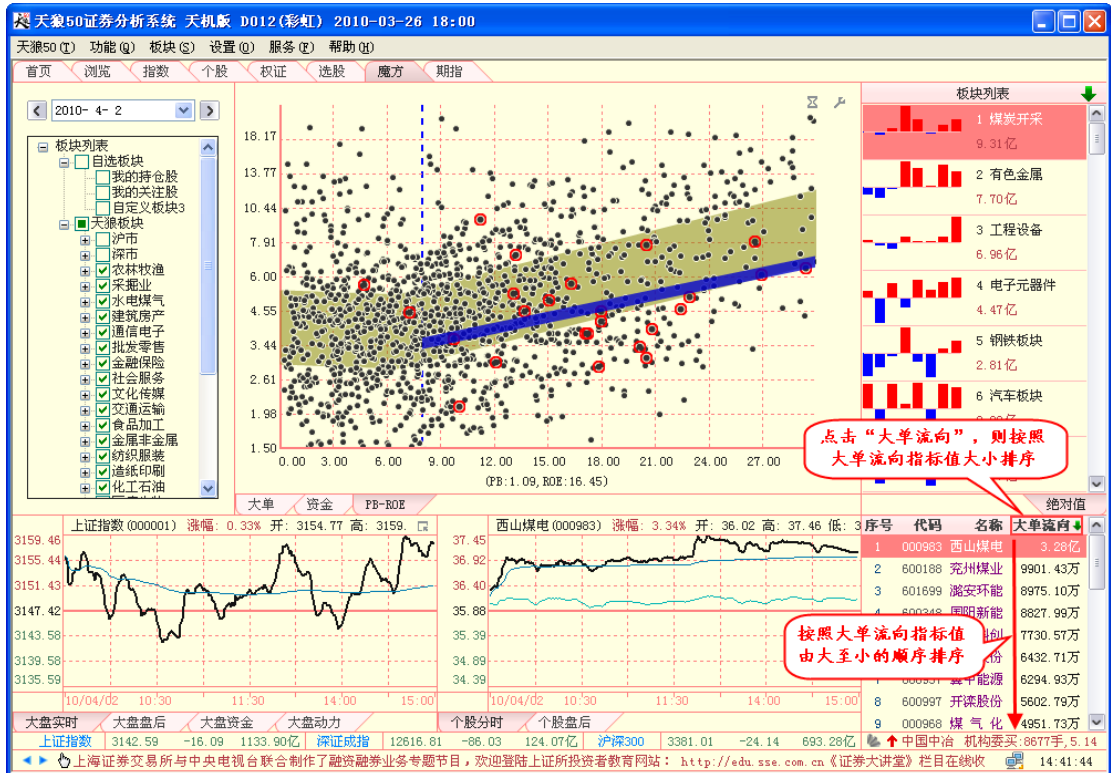 天狼50证券分析系统 天机版 D012(彩虹) 2010-03-26 18:00
天狼50(T) 功能(Q) 板块(S) 设置(O) 服务(F) 帮助(H)
首页 浏览 指数 个股 权证 选股 魔方 期指
2010- 4- 2
板块列表
自选板块
我的持仓股
我的关注股
自定义板块3
天狼板块
沪市
深市
农林牧渔
采掘业
水电煤气
建筑房产
通信电子
批发零售
金融保险
社会服务
文化传媒
交通运输
食品加工
金属非金属
纺织服装
造纸印刷
化工石油
18.17
13.77
10.44
7.91
6.00
4.55
3.44
2.61
1.98
1.50
0.00 3.00 6.00 9.00 12.00 15.00 18.00 21.00 24.00 27.00
(PB:1.09,ROE:16.45)
大单 资金 PB-ROE
板块列表
1 煤炭开采
9.31亿
2 有色金属
7.70亿
3 工程设备
6.96亿
4 电子元器件
4.47亿
5 钢铁板块
2.81亿
6 汽车板块
点击“大单流向”，则按照
大单流向指标值大小排序
绝对值
上证指数(000001) 涨幅: 0.33% 开: 3154.77 高: 3159.
3159.46
3155.44
3151.43
3147.42
3143.58
3139.58
3135.59
10/04/02 10:30 11:30 14:00 15:00
大盘实时 大盘盘后 大盘资金 大盘动力
西山煤电(000983) 涨幅: 3.34% 开: 36.02 高: 37.46 低: 3
37.45
36.92
36.40
35.88
35.39
34.89
34.39
10/04/02 10:30 11:30 14:00 15:00
个股分时 个股盘后
序号 代码 名称 大单流向
1 000983 西山煤电 3.28亿
2 600188 兖州煤业 9901.43万
3 601699 潞安环能 8975.10万
4 600348 国阳新能 8827.99万
7730.57万
6432.71万
6294.93万
8 600997 开滦股份 5602.79万
9 000968 煤 气 化 4951.73万
按照大单流向指标值
由大至小的顺序排序
上证指数 3142.59 -16.09 1133.90亿 深证成指 12616.81 -86.03 124.07亿 沪深300 3381.01 -24.14 693.28亿 中国中冶 机构委买:8677手,5.14
上海证券交易所与中央电视台联合制作了融资融券业务专题节目，欢迎登陆上证所投资者教育网站： http://edu.sse.com.cn《证券大讲堂》栏目在线收 14:41:44